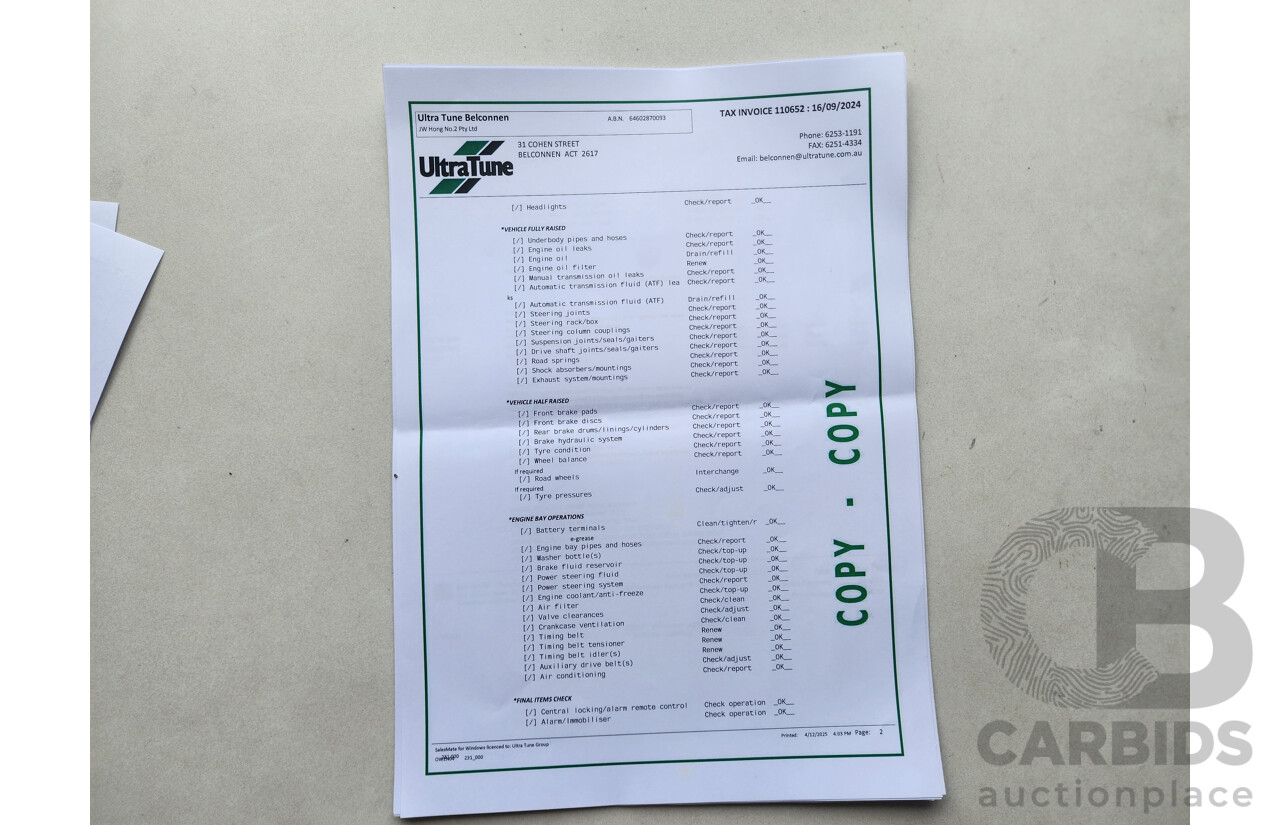 Ultra Tune Belconnen
JW Hong No.2 Pty Ltd
A.B.N. 64602870093
TAX INVOICE 110652 : 16/09/2024
UltraTune
31 COHEN STREET
BELCONNEN ACT 2617
Phone: 6253-1191
FAX: 6251-4334
Email: belconnen@ultratune.com.au
[/] Headlights Check/report _OK__
*VEHICLE FULLY RAISED
[/] Underbody pipes and hoses Check/report _OK__
[/] Engine oil leaks Check/report _OK__
[/] Engine oil Drain/refill _OK__
[/] Engine oil filter Renew _OK__
[/] Manual transmission oil leaks Check/report _OK__
[/] Automatic transmission fluid (ATF) lea Check/report _OK__
ks
[/] Automatic transmission fluid (ATF) Drain/refill _OK__
[/] Steering joints Check/report _OK__
[/] Steering rack/box Check/report _OK__
[/] Steering column couplings Check/report _OK__
[/] Suspension joints/seals/gaiters Check/report _OK__
[/] Drive shaft joints/seals/gaiters Check/report _OK__
[/] Road springs Check/report _OK__
[/] Shock absorbers/mountings Check/report _OK__
[/] Exhaust system/mountings Check/report _OK__
*VEHICLE HALF RAISED
[/] Front brake pads Check/report _OK__
[/] Front brake discs Check/report _OK__
[/] Rear brake drums/linings/cylinders Check/report _OK__
[/] Brake hydraulic system Check/report _OK__
[/] Tyre condition Check/report _OK__
[/] Wheel balance Check/report _OK__
If required
[/] Road wheels Interchange _OK__
If required
[/] Tyre pressures Check/adjust _OK__
*ENGINE BAY OPERATIONS
[/] Battery terminals Clean/tighten/r _OK__
e-grease
[/] Engine bay pipes and hoses Check/report _OK__
[/] Washer bottle(s) Check/top-up _OK__
[/] Brake fluid reservoir Check/top-up _OK__
[/] Power steering fluid Check/top-up _OK__
[/] Power steering system Check/report _OK__
[/] Engine coolant/anti-freeze Check/top-up _OK__
[/] Air filter Check/clean _OK__
[/] Valve clearances Check/adjust _OK__
[/] Crankcase ventilation Check/clean _OK__
[/] Timing belt Renew _OK__
[/] Timing belt tensioner Renew _OK__
[/] Timing belt idler(s) Renew _OK__
[/] Auxiliary drive belt(s) Check/adjust _OK__
[/] Air conditioning Check/report _OK__
*FINAL ITEMS CHECK
[/] Central locking/alarm remote control Check operation _OK__
[/] Alarm/Immobiliser Check operation _OK__
COPY - COPY
SalesMate for Windows licenced to: Ultra Tune Group
231_000
Printed: 4/12/2025 4:03 PM Page: 2
CB
CARBIDS
auctionplace